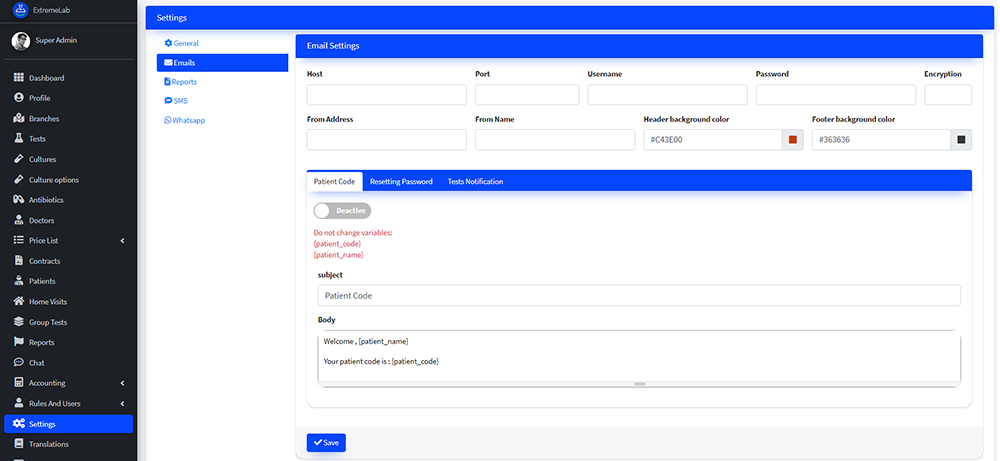 ExtremeLab
Super Admin
Dashboard
Profile
Branches
Tests
Cultures
Culture options
Antibiotics
Doctors
Price List
Contracts
Patients
Home Visits
Group Tests
Reports
Chat
Accounting
Rules And Users
Settings
Translations
Settings
General
Emails
Reports
SMS
Whatsapp
Email Settings
Host Port Username Password Encryption
From Address From Name Header background color Footer background color
#C43E00 #363636
Patient Code Resetting Password Tests Notification
Deactive
Do not change variables:
{patient_code}
{patient_name}
subject
Patient Code
Body
Welcome , {patient_name}
Your patient code is : {patient_code}
Save